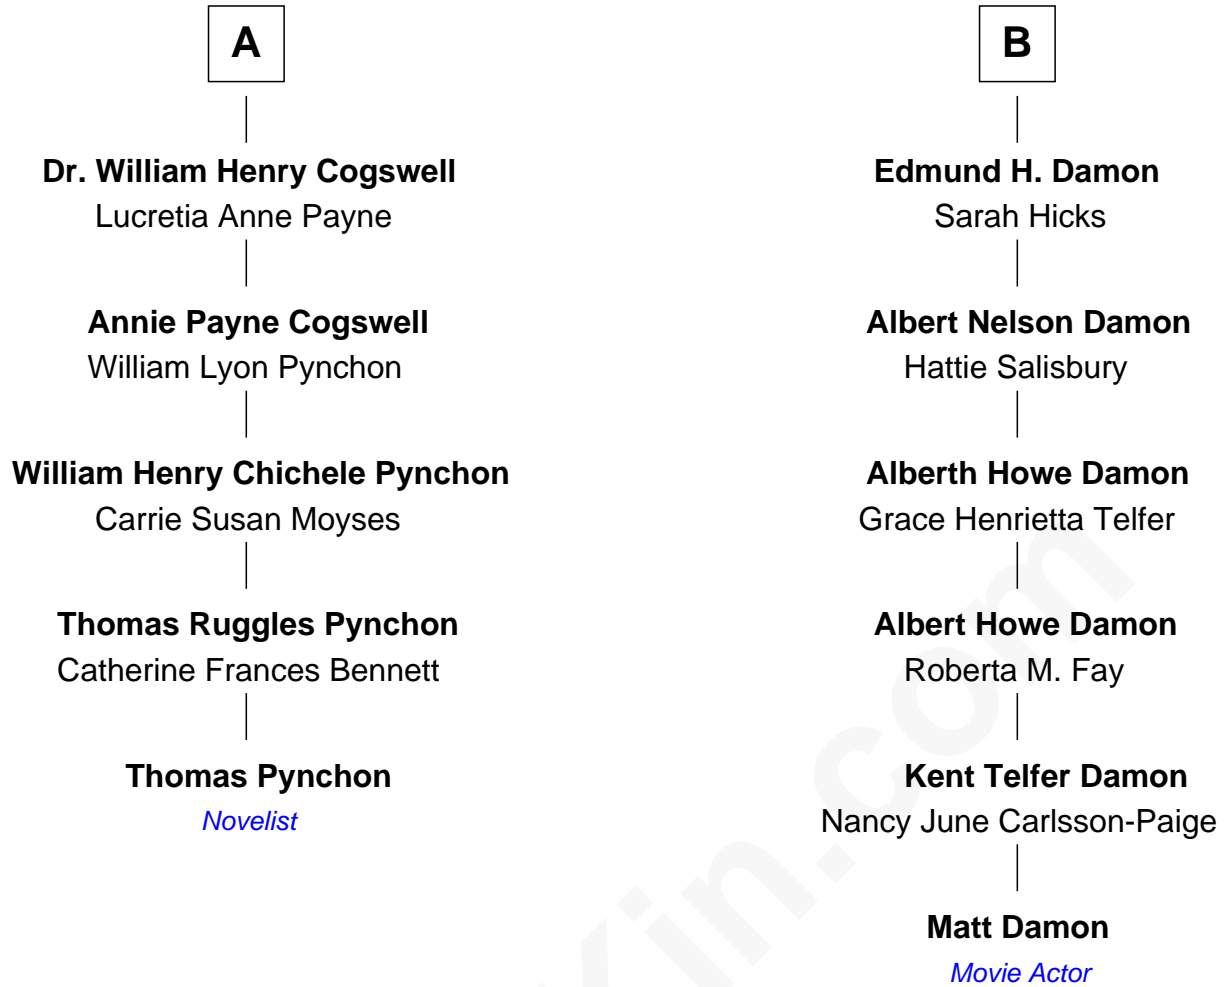 A
Dr. William Henry Cogswell
Lucretia Anne Payne
Annie Payne Cogswell
William Lyon Pynchon
William Henry Chichele Pynchon
Carrie Susan Moyses
Thomas Ruggles Pynchon
Catherine Frances Bennett
Thomas Pynchon
Novelist
B
Edmund H. Damon
Sarah Hicks
Albert Nelson Damon
Hattie Salisbury
Alberth Howe Damon
Grace Henrietta Telfer
Albert Howe Damon
Roberta M. Fay
Kent Telfer Damon
Nancy June Carlsson-Paige
Matt Damon
Movie Actor
Kin.com